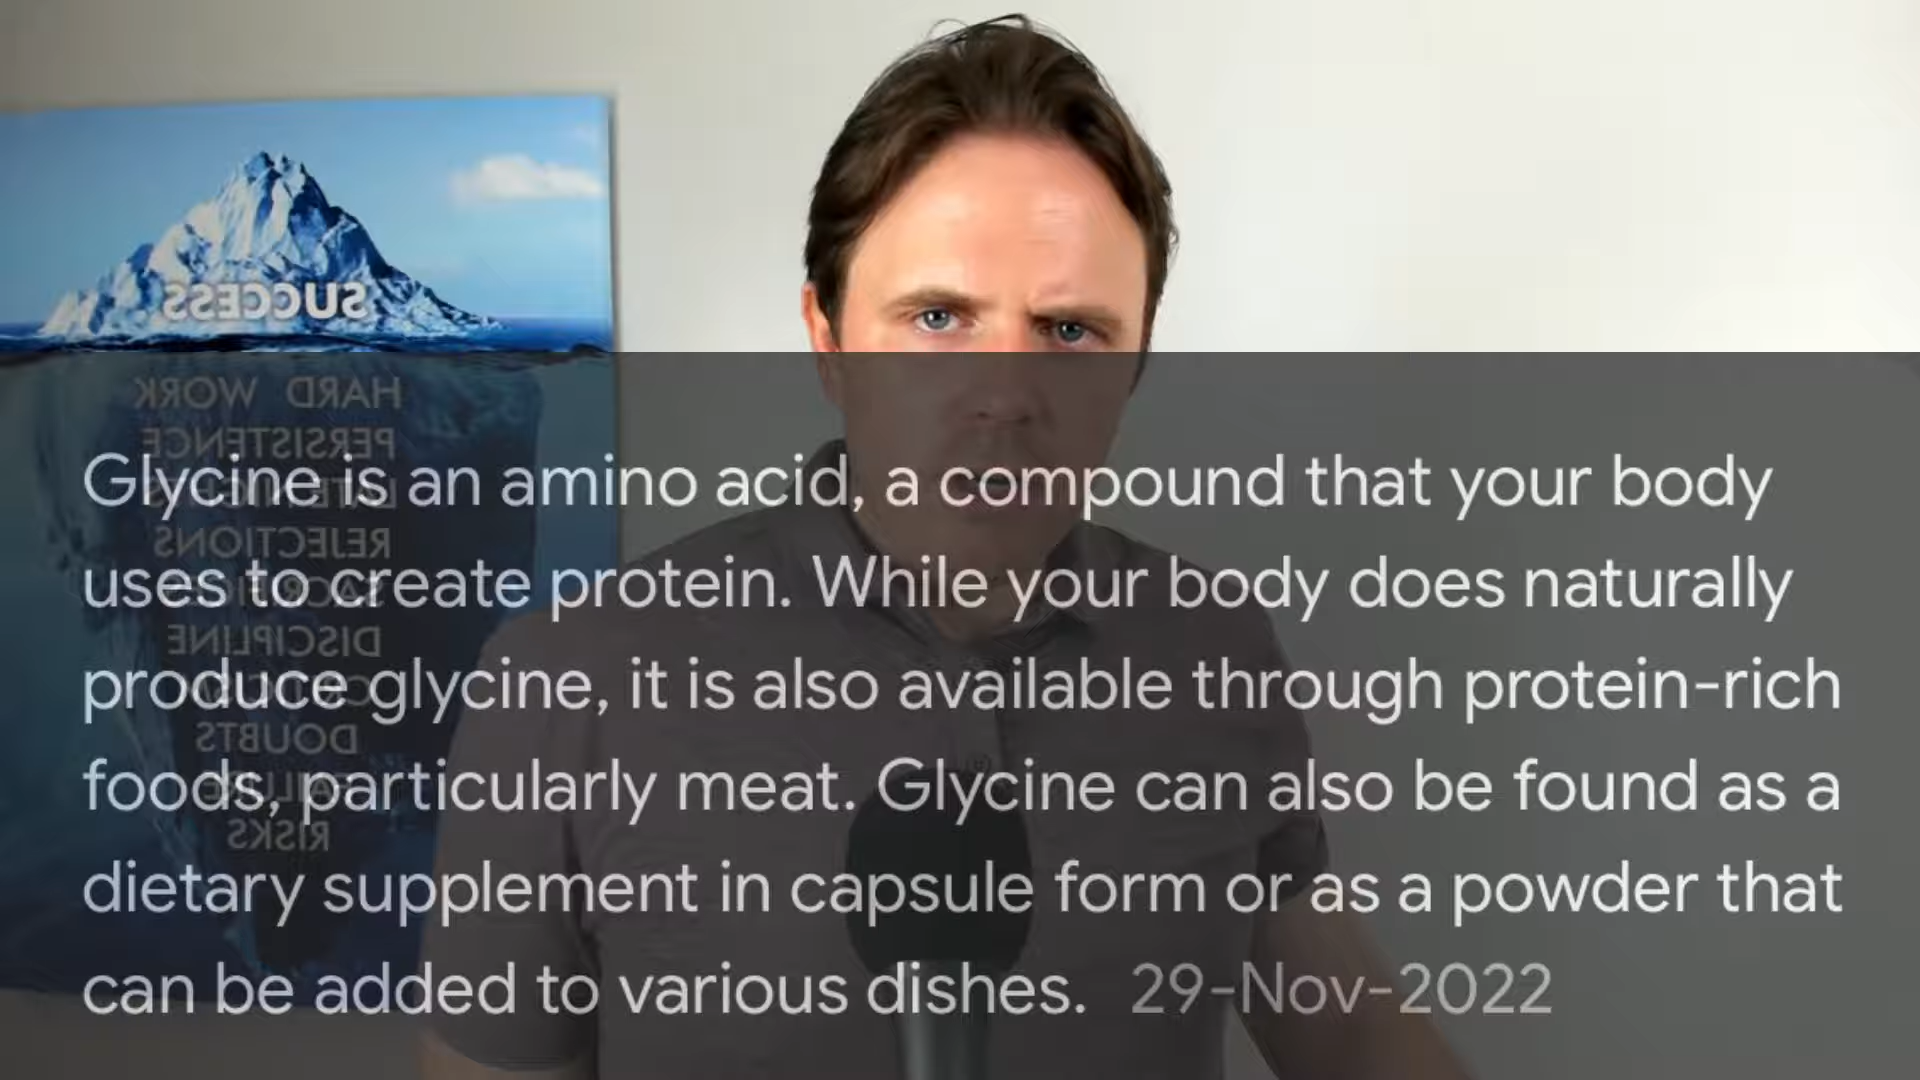 SUCCESS
HARD WORK
PERSISTENCE
REJECTIONS
DISCIPLINE
DOUBTS
FAILURE
RISKS
Glycine is an amino acid, a compound that your body
uses to create protein. While your body does naturally
produce glycine, it is also available through protein-rich
foods, particularly meat. Glycine can also be found as a
dietary supplement in capsule form or as a powder that
can be added to various dishes. 29-Nov-2022